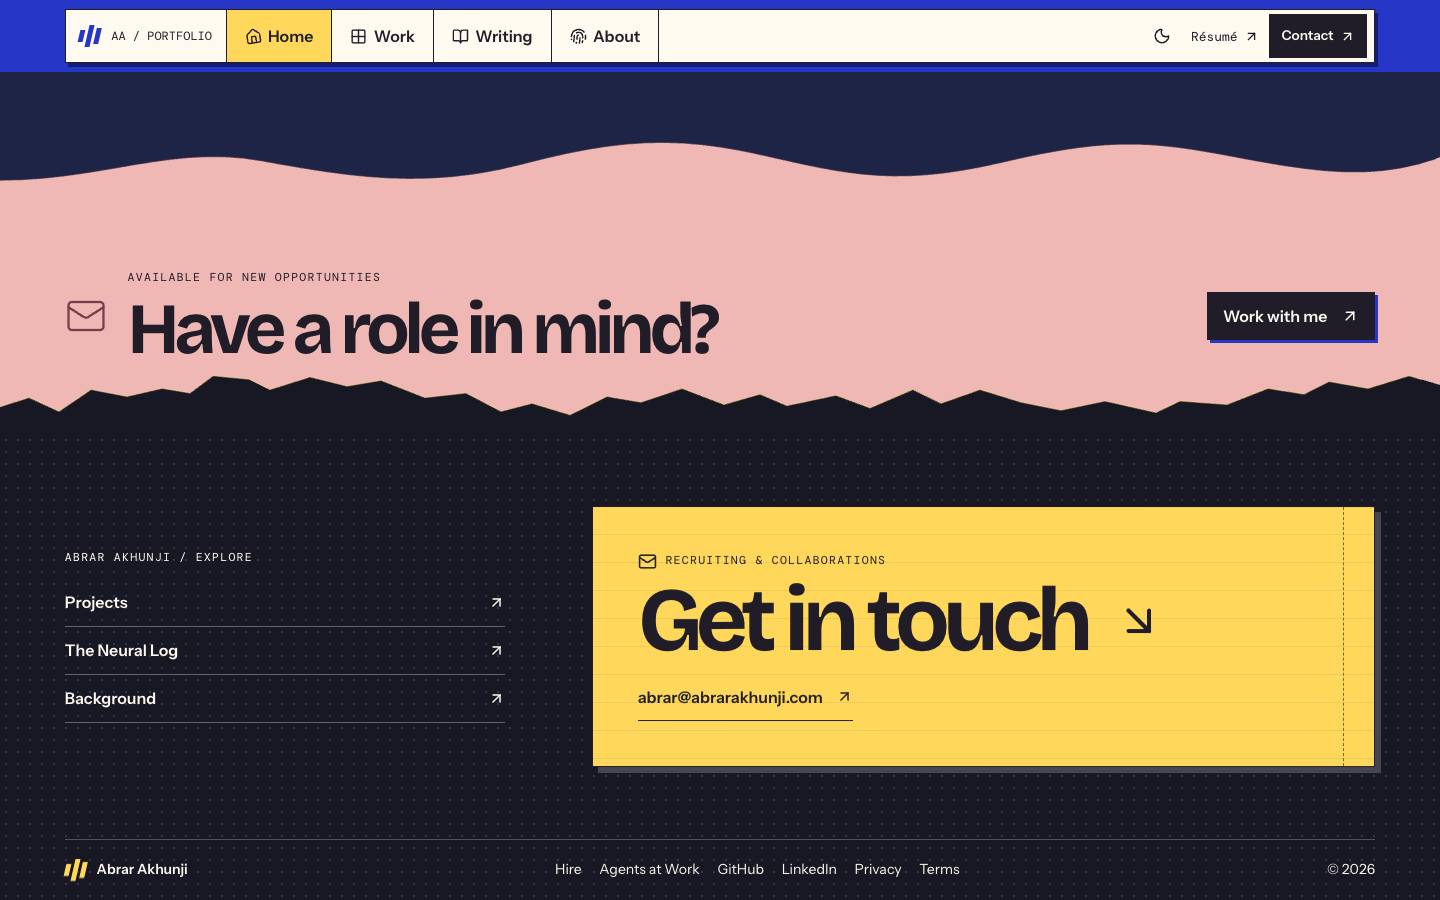 AA / PORTFOLIO
Home
Work
Writing
About
Résumé
Contact
AVAILABLE FOR NEW OPPORTUNITIES
Have a role in mind?
Work with me
ABRAR AKHUNJI / EXPLORE
Projects
The Neural Log
Background
RECRUITING & COLLABORATIONS
Get in touch
abrar@abrarakhunji.com
Abrar Akhunji
Hire
Agents at Work
GitHub
LinkedIn
Privacy
Terms
© 2026